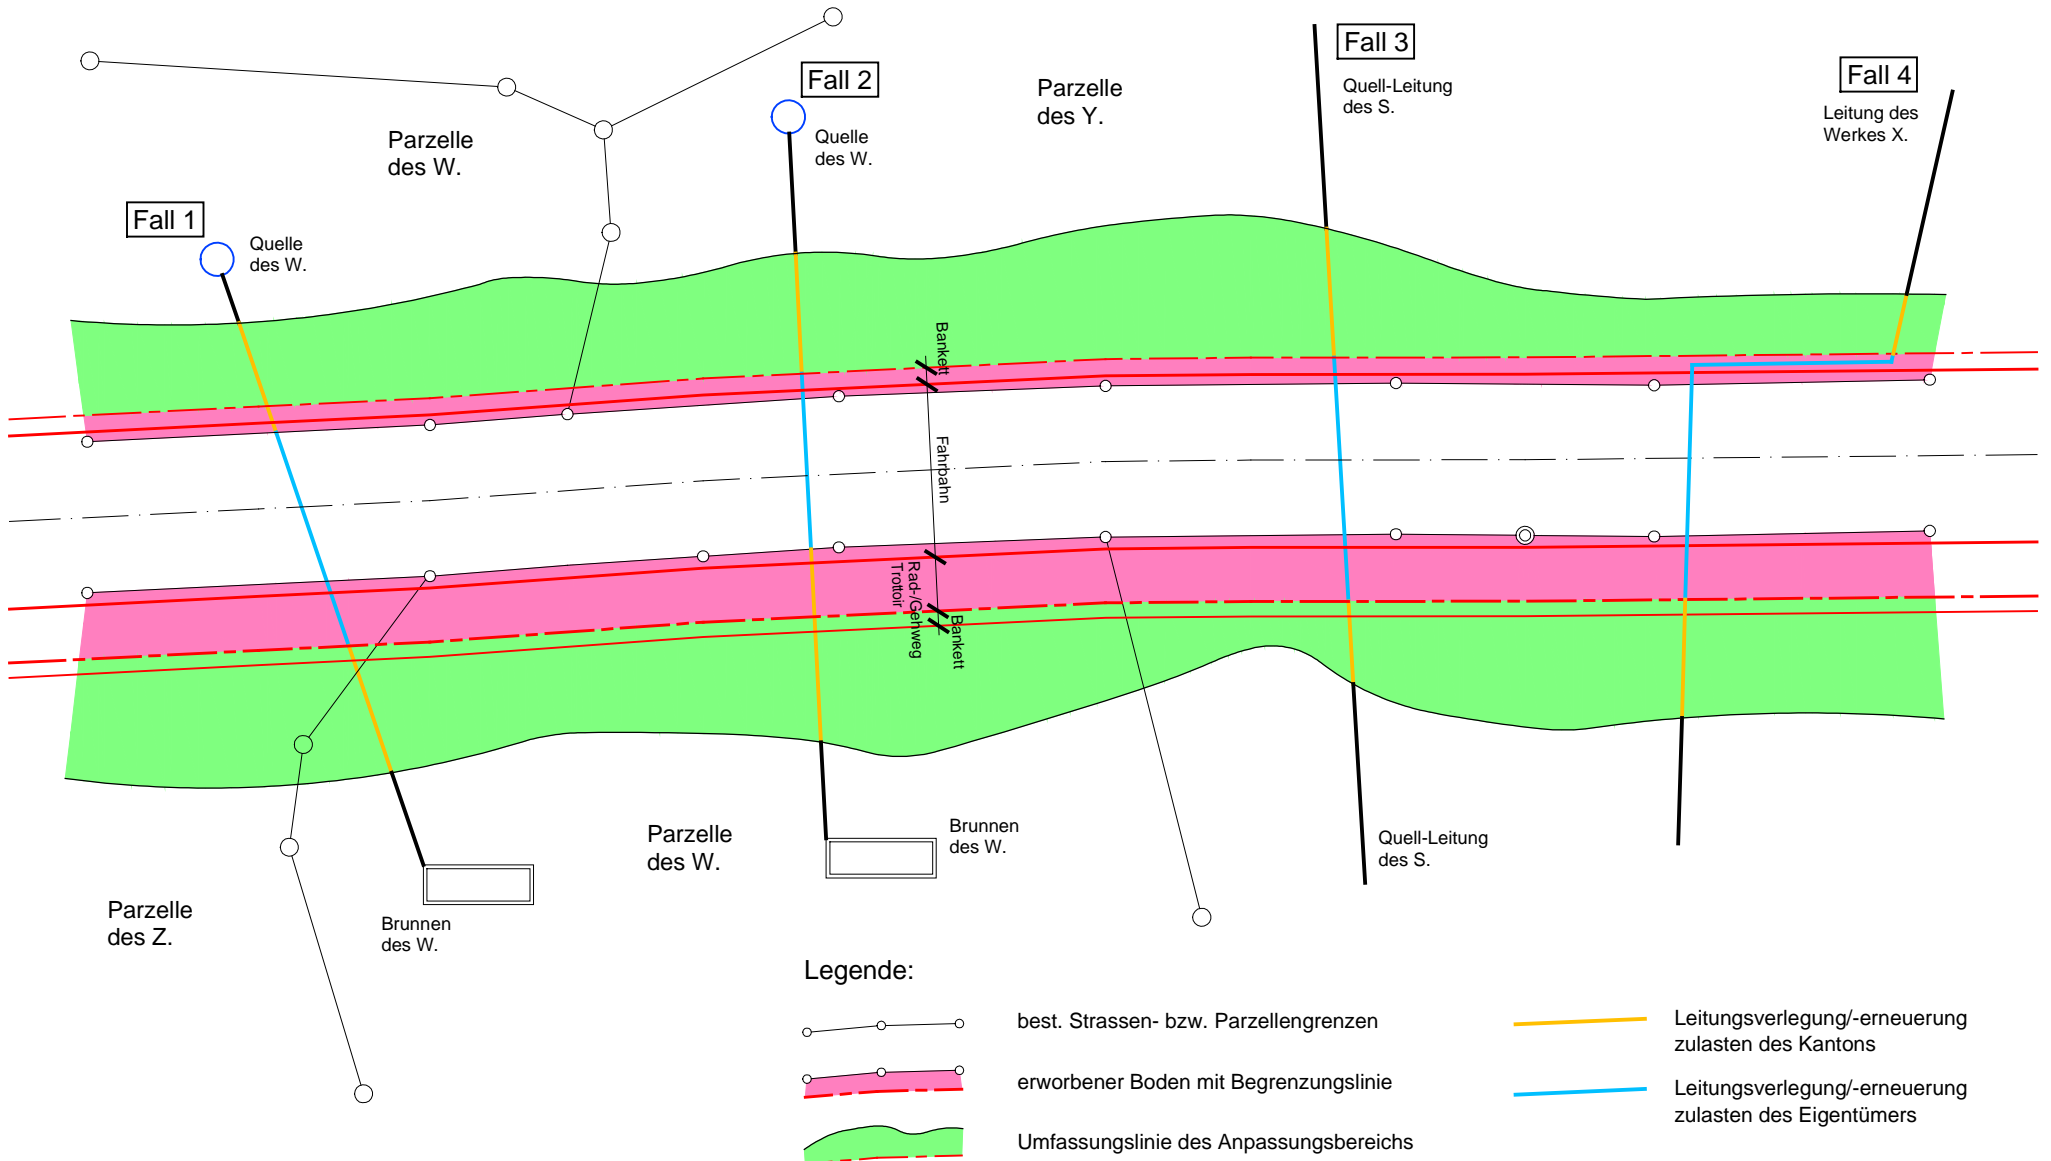 Fall 1
Quelle
des W.
Parzelle
des W.
Fall 2
Quelle
des W.
Parzelle
des Y.
Fall 3
Quell-Leitung
des S.
Fall 4
Leitung des
Werkes X.
Bankett
Fahrbahn
Rad-/Gehweg
Trottoir
Bankett
Parzelle
des Z.
Brunnen
des W.
Parzelle
des W.
Brunnen
des W.
Quell-Leitung
des S.
Legende:
best. Strassen- bzw. Parzellengrenzen
erworbener Boden mit Begrenzungslinie
Umfassungslinie des Anpassungsbereichs
Leitungsverlegung/-erneuerung
zulasten des Kantons
Leitungsverlegung/-erneuerung
zulasten des Eigentümers